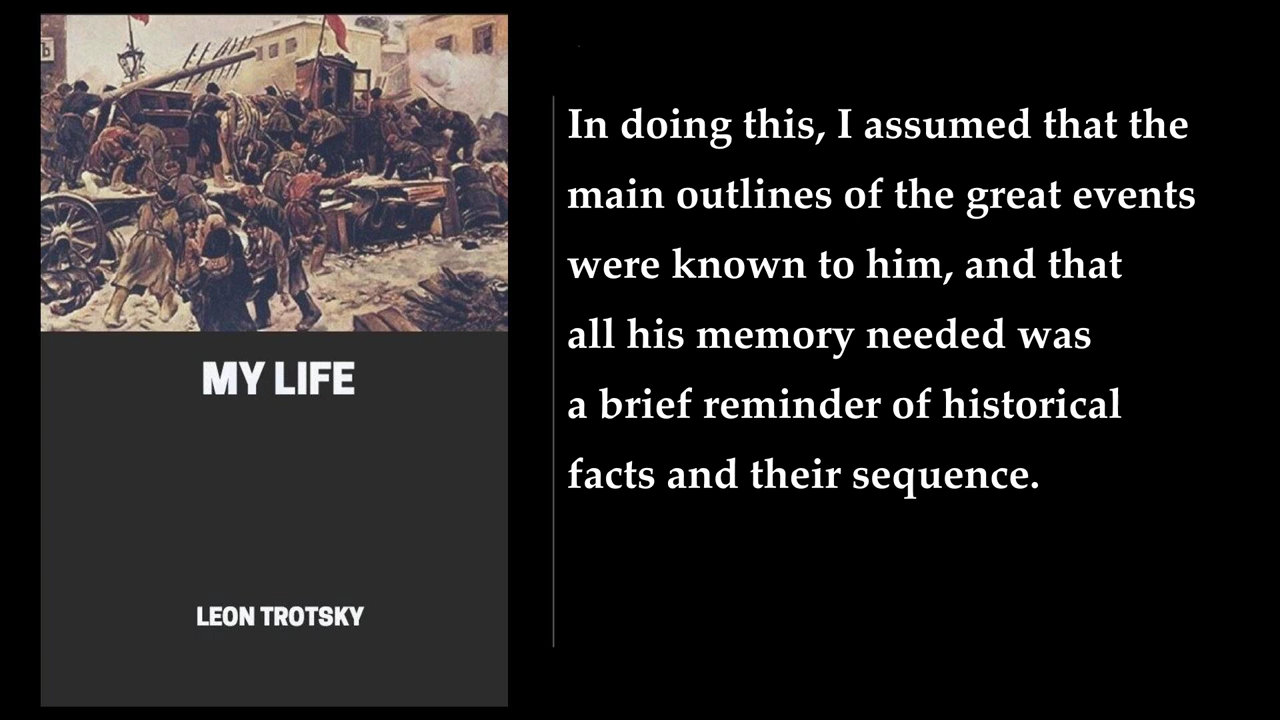 MY LIFE
LEON TROTSKY
In doing this, I assumed that the
main outlines of the great events
were known to him, and that
all his memory needed was
a brief reminder of historical
facts and their sequence.